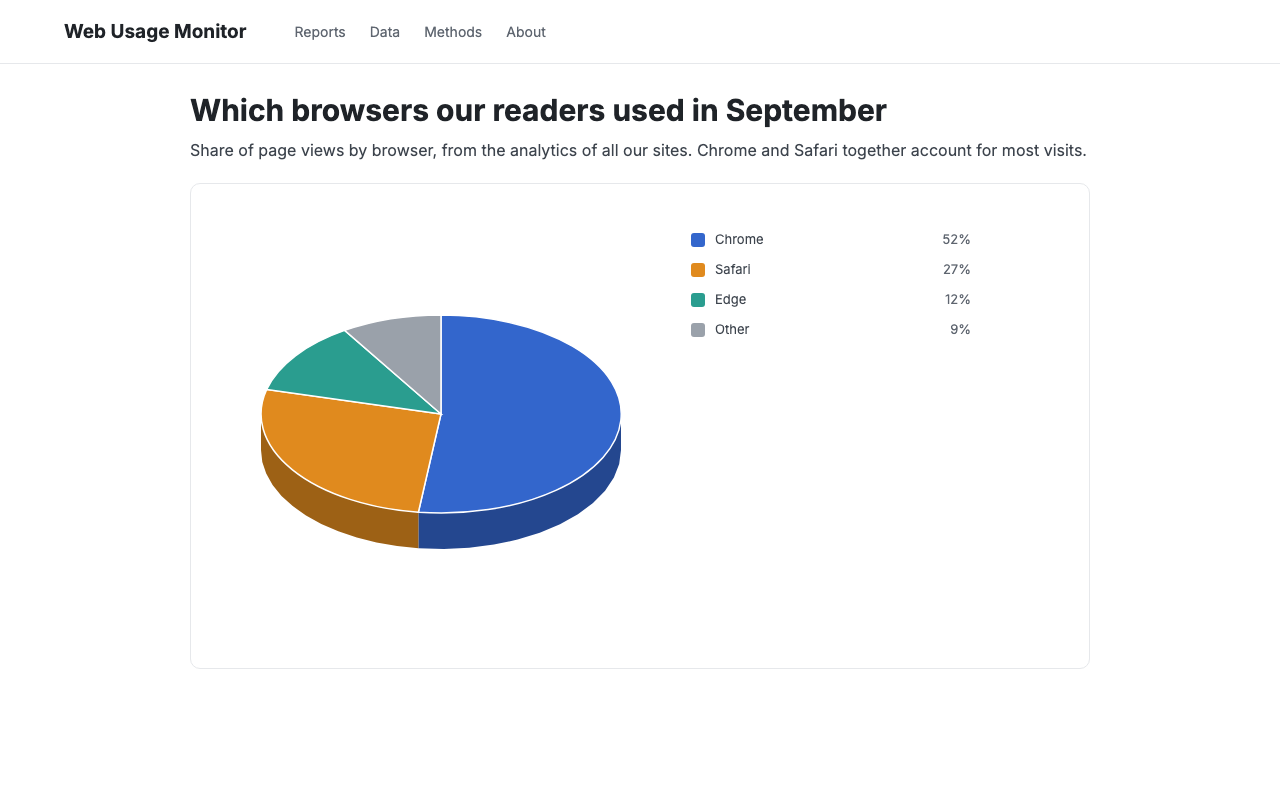 Web Usage Monitor
Reports Data Methods About
Which browsers our readers used in September
Share of page views by browser, from the analytics of all our sites. Chrome and Safari together account for most visits.
Chrome 52%
Safari 27%
Edge 12%
Other 9%